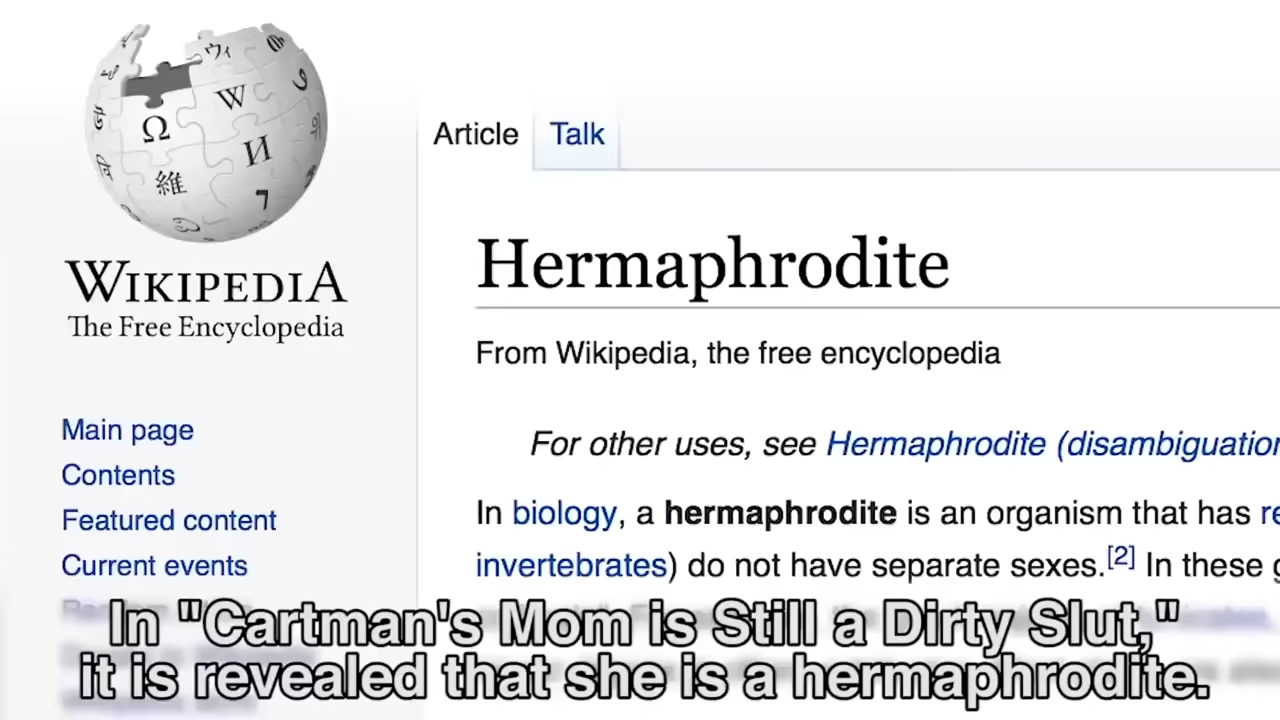 WIKIPEDIA
The Free Encyclopedia
Main page
Contents
Featured content
Current events
Article
Talk
Hermaphrodite
From Wikipedia, the free encyclopedia
For other uses, see Hermaphrodite (disambiguation
In biology, a hermaphrodite is an organism that has
invertebrates) do not have separate sexes.[2] In these
In "Cartman's Mom is Still a Dirty Slut,"
it is revealed that she is a hermaphrodite.